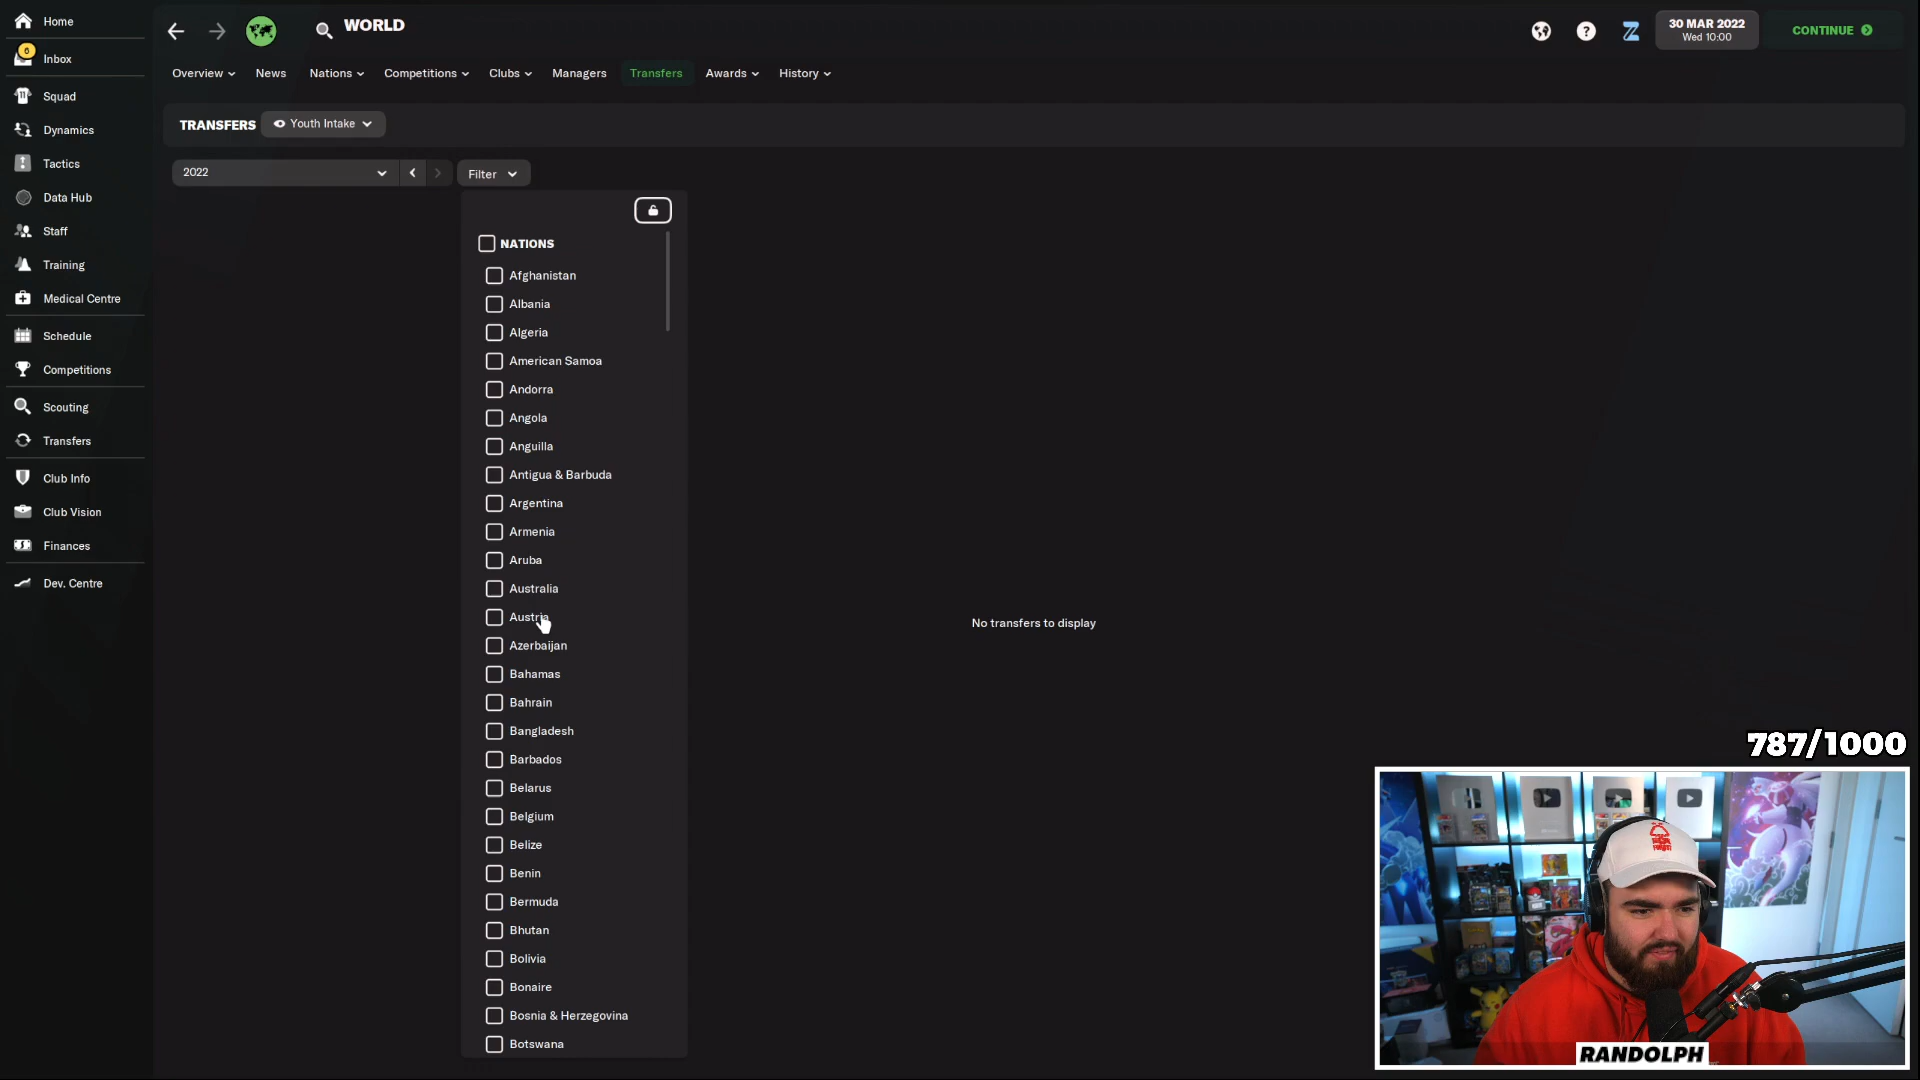 Home
WORLD
30 MAR 2022
Wed 10:00
CONTINUE
6
Inbox
Overview
News
Nations
Competitions
Clubs
Managers
Transfers
Awards
History
Squad
Dynamics
Tactics
Data Hub
Staff
Training
Medical Centre
Schedule
Competitions
Scouting
Transfers
Club Info
Club Vision
Finances
Dev. Centre
TRANSFERS
Youth Intake
2022
Filter
NATIONS
Afghanistan
Albania
Algeria
American Samoa
Andorra
Angola
Anguilla
Antigua & Barbuda
Argentina
Armenia
Aruba
Australia
Austria
Azerbaijan
Bahamas
Bahrain
Bangladesh
Barbados
Belarus
Belgium
Belize
Benin
Bermuda
Bhutan
Bolivia
Bonaire
Bosnia & Herzegovina
Botswana
No transfers to display
787/1000
RANDOLPH